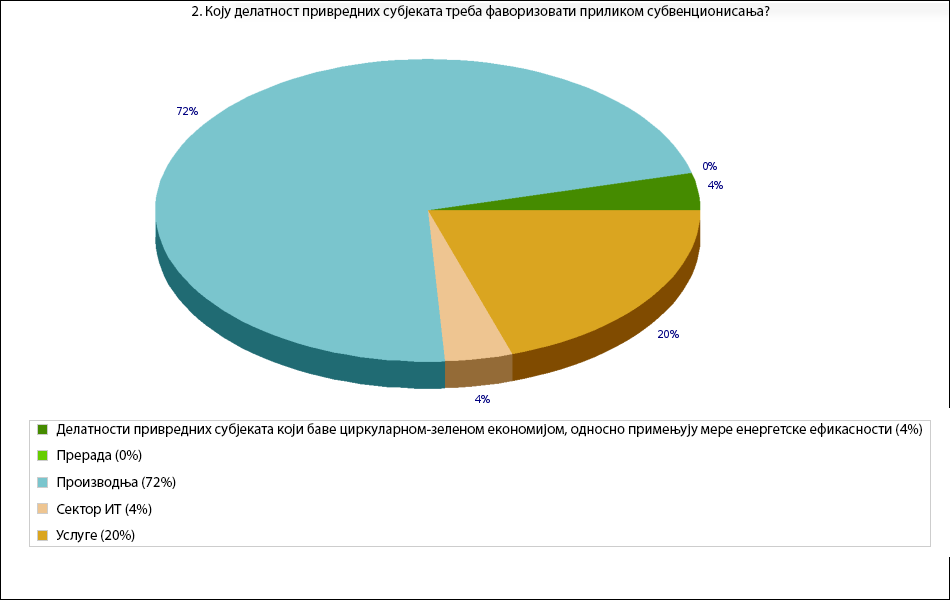 2. Коју делатност привредних субјеката треба фаворизовати приликом субвенционисања?
72%
0%
4%
20%
4%
Делатности привредних субјеката који баве циркуларном-зеленом економијом, односно примењују мере енергетске ефикасности (4%)
Прерада (0%)
Производња (72%)
Сектор ИТ (4%)
Услуге (20%)